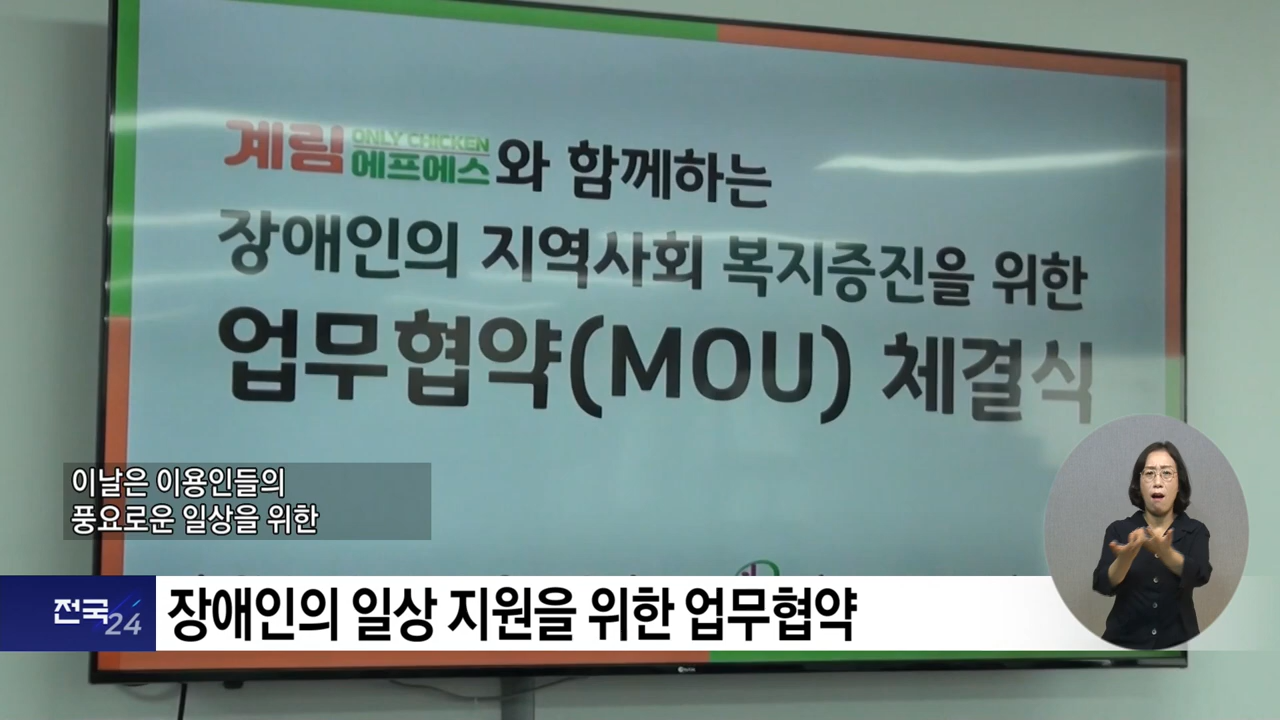 계림 ONLY CHICKEN 에프에스와 함께하는
장애인의 지역사회 복지증진을 위한
업무협약(MOU) 체결식
이날은 이용인들의
풍요로운 일상을 위한
전국24
장애인의 일상 지원을 위한 업무협약